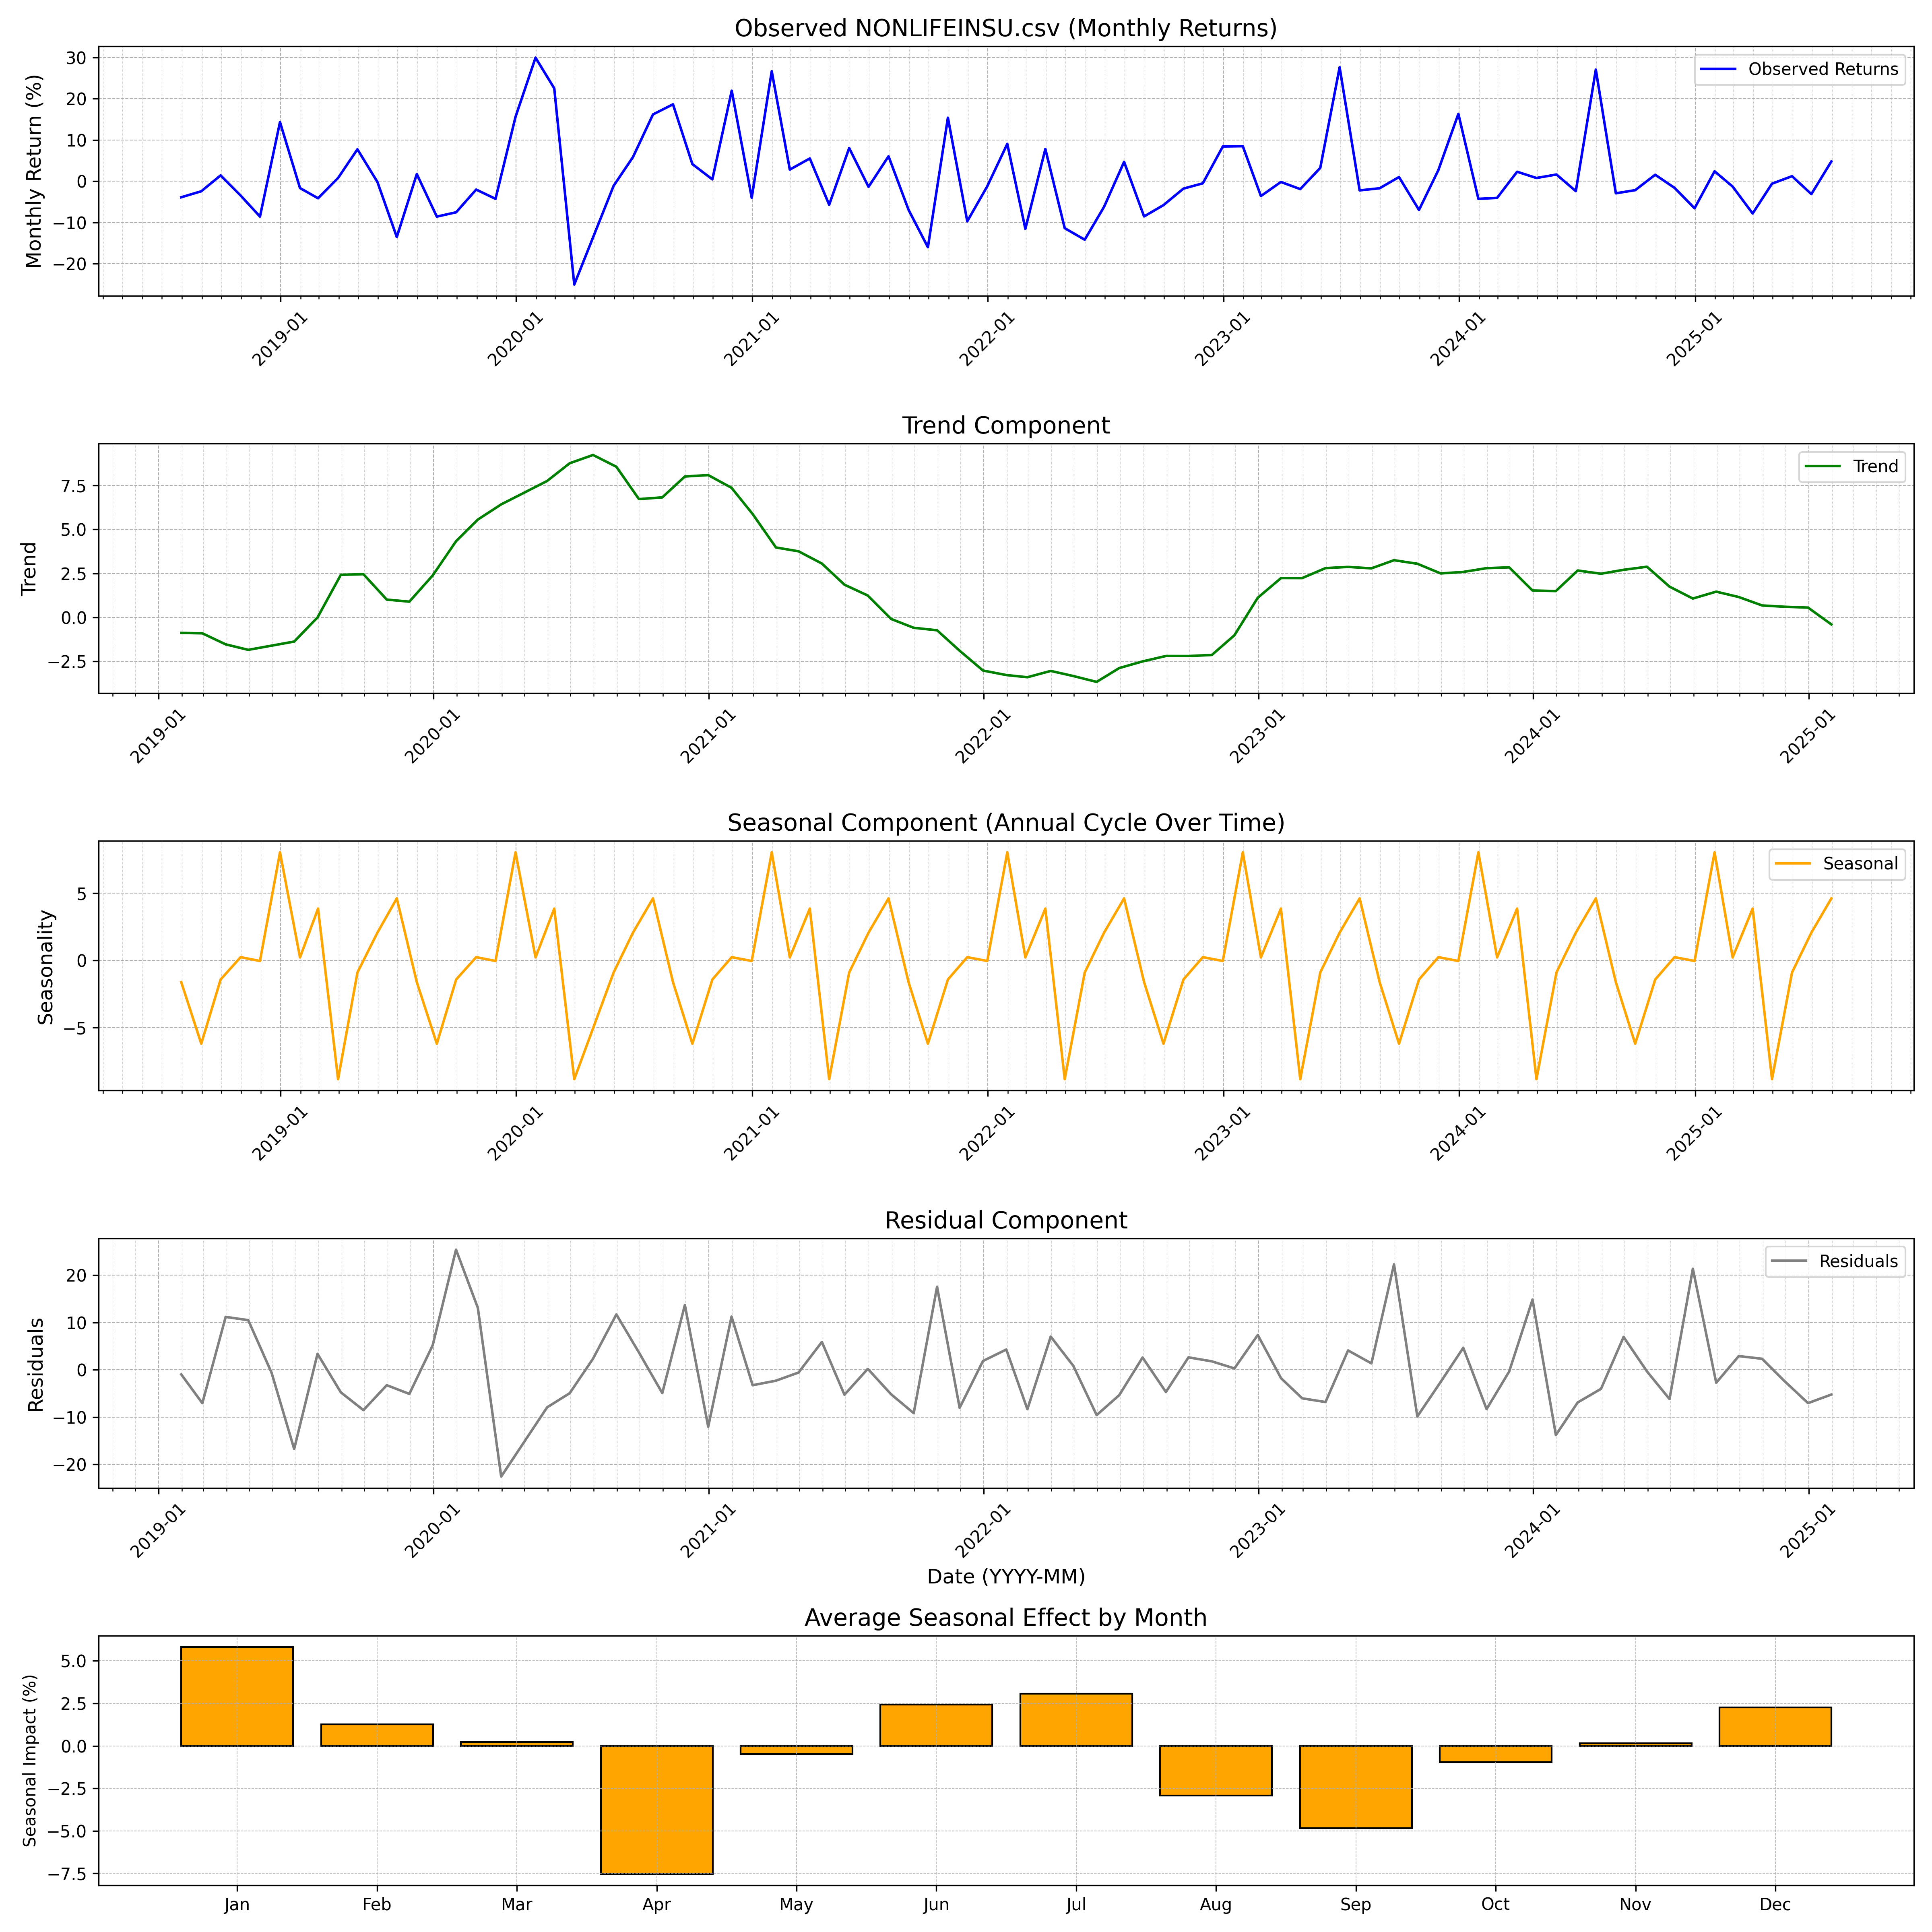 Observed NONLIFEINSU.csv (Monthly Returns)
Monthly Return (%)
30
20
10
0
−10
−20
Observed Returns
2019-01 2020-01 2021-01 2022-01 2023-01 2024-01 2025-01
Trend Component
Trend
7.5
5.0
2.5
0.0
−2.5
Trend
2019-01 2020-01 2021-01 2022-01 2023-01 2024-01 2025-01
Seasonal Component (Annual Cycle Over Time)
Seasonality
5
0
−5
Seasonal
2019-01 2020-01 2021-01 2022-01 2023-01 2024-01 2025-01
Residual Component
Residuals
20
10
0
−10
−20
Residuals
2019-01 2020-01 2021-01 2022-01 2023-01 2024-01 2025-01
Date (YYYY-MM)
Average Seasonal Effect by Month
Seasonal Impact (%)
5.0
2.5
0.0
−2.5
−5.0
−7.5
Jan Feb Mar Apr May Jun Jul Aug Sep Oct Nov Dec